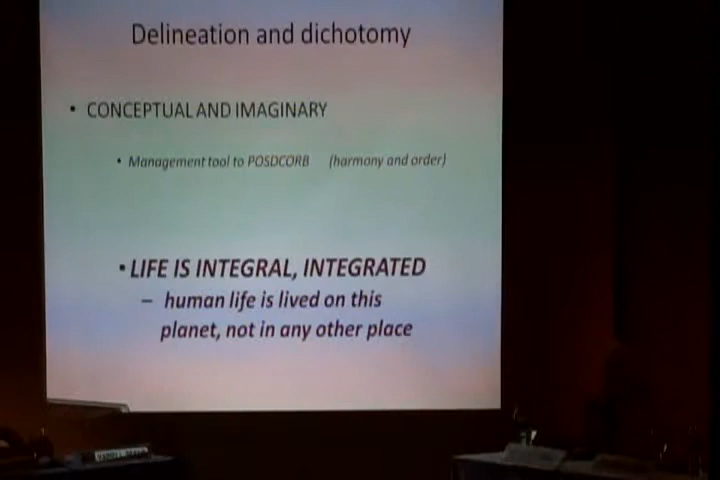 Delineation and dichotomy
• CONCEPTUAL AND IMAGINARY
• Management tool to POSDCORB (harmony and order)
• LIFE IS INTEGRAL, INTEGRATED
– human life is lived on this
planet, not in any other place